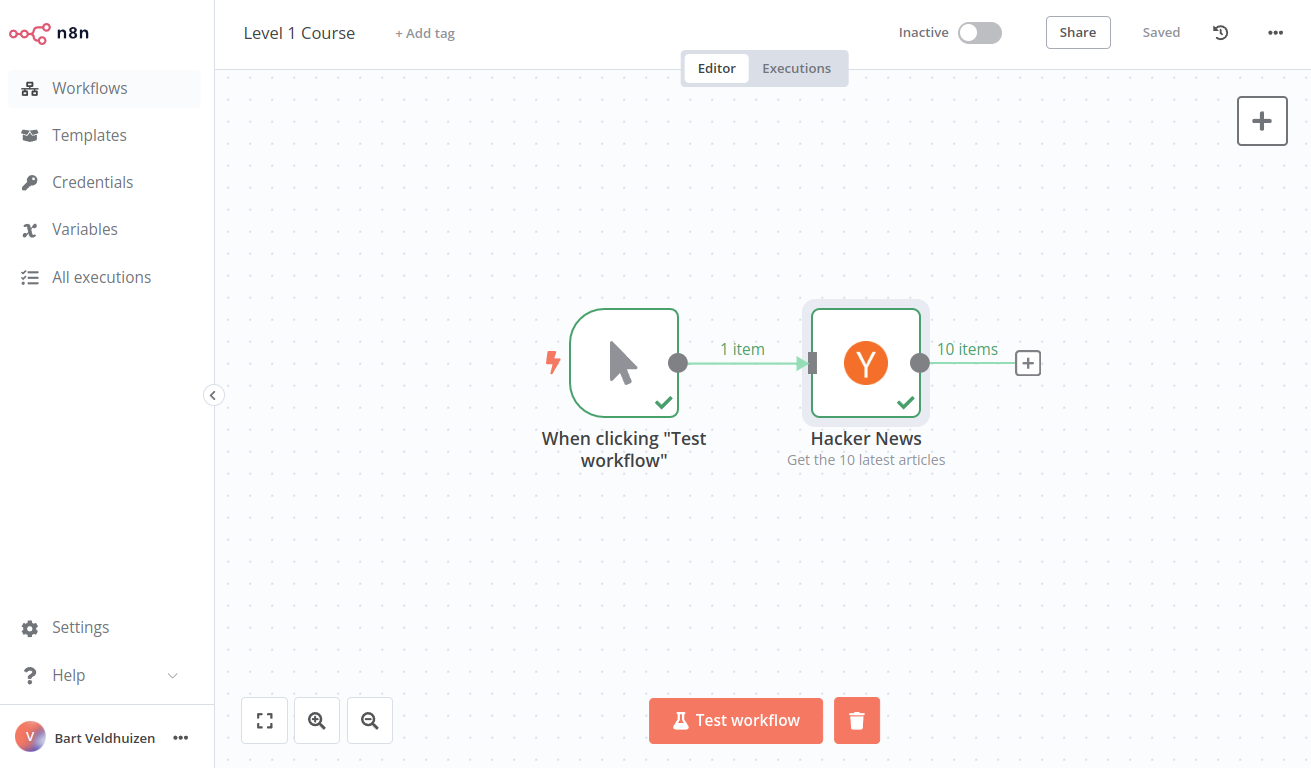 n8n
Level 1 Course
+ Add tag
Inactive
Share
Saved
Editor
Executions
Workflows
Templates
Credentials
Variables
All executions
1 item
10 items
When clicking "Test
workflow"
Hacker News
Get the 10 latest articles
Settings
Help
V
Bart Veldhuizen
Test workflow